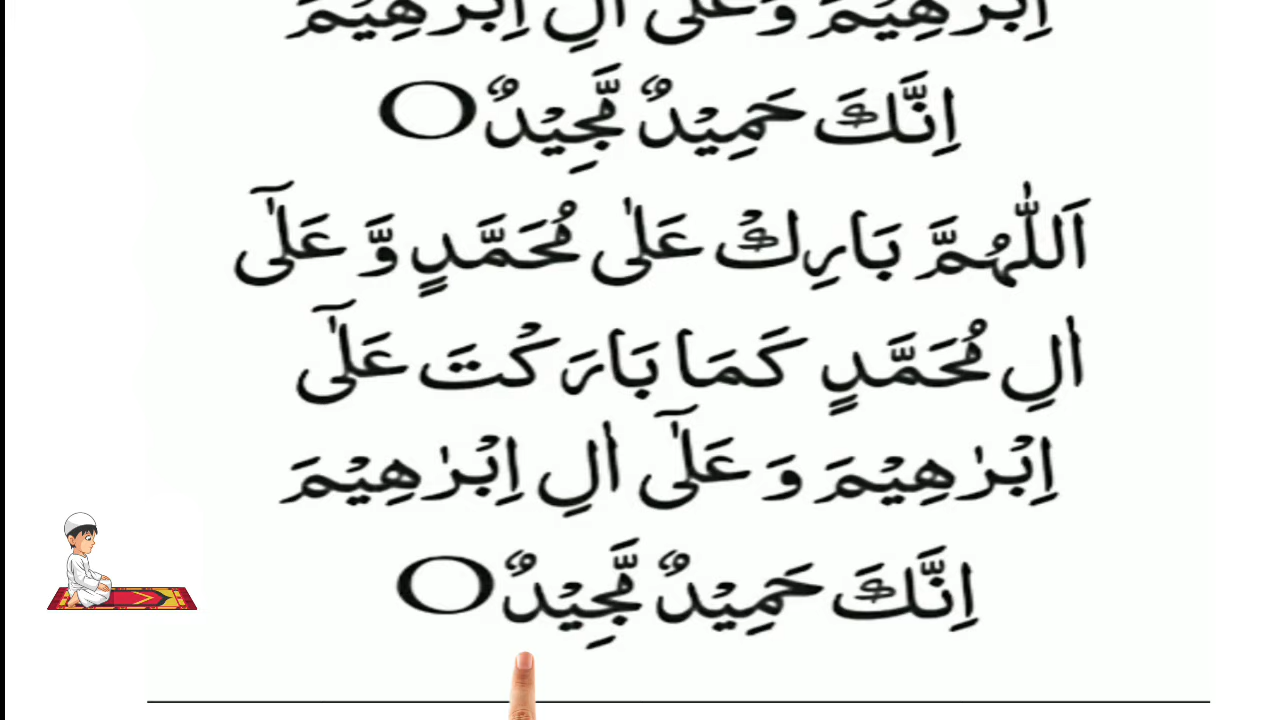 اِبْرٰهِيْمَ وَعَلٰٓى اٰلِ اِبْرٰهِيْمَ
اِنَّكَ حَمِيْدٌ مَّجِيْدٌ○
اَللّٰهُمَّ بَارِكْ عَلٰى مُحَمَّدٍ وَّ عَلٰٓى
اٰلِ مُحَمَّدٍ كَمَا بَارَكْتَ عَلٰٓى
اِبْرٰهِيْمَ وَ عَلٰٓى اٰلِ اِبْرٰهِيْمَ
اِنَّكَ حَمِيْدٌ مَّجِيْدٌ○